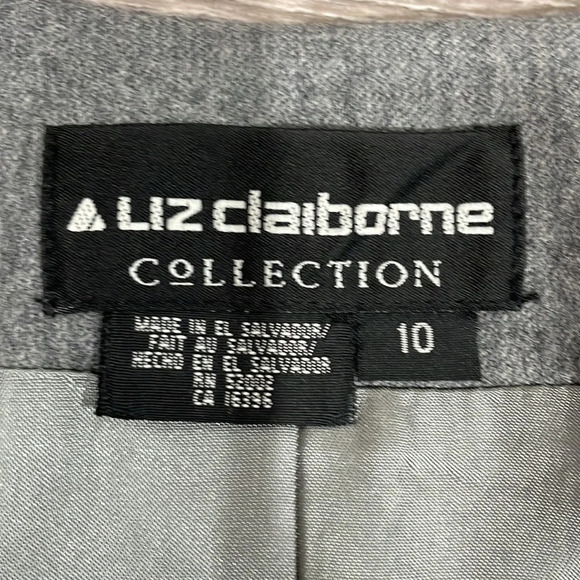 Liz claiborne
COLLECTION
MADE IN EL SALVADOR/
FAIT AU SALVADOR/
HECHO EN EL SALVADOR
RN 52002
CA 16396
10